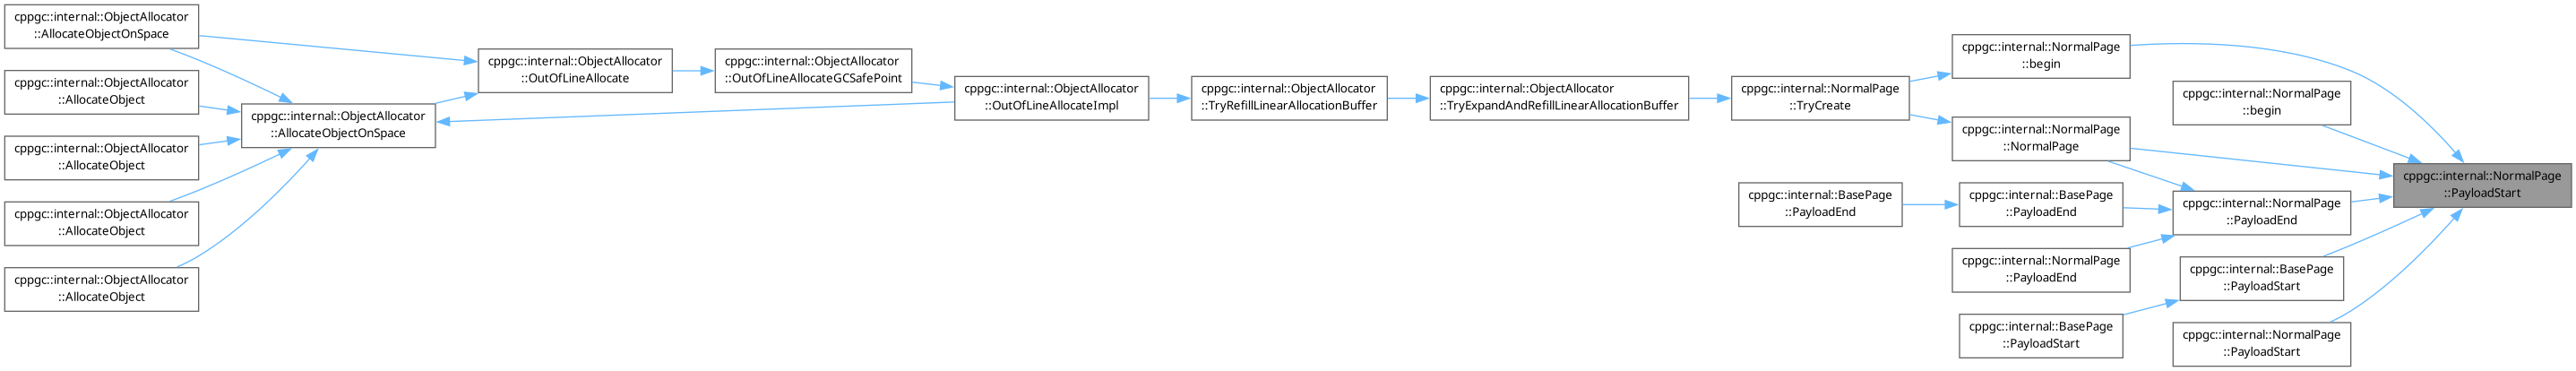 cppgc::internal::ObjectAllocator
::AllocateObjectOnSpace
cppgc::internal::ObjectAllocator
::AllocateObject
cppgc::internal::ObjectAllocator
::AllocateObject
cppgc::internal::ObjectAllocator
::AllocateObject
cppgc::internal::ObjectAllocator
::AllocateObject
cppgc::internal::ObjectAllocator
::AllocateObjectOnSpace
cppgc::internal::ObjectAllocator
::OutOfLineAllocate
cppgc::internal::ObjectAllocator
::OutOfLineAllocateGCSafePoint
cppgc::internal::ObjectAllocator
::OutOfLineAllocateImpl
cppgc::internal::ObjectAllocator
::TryRefillLinearAllocationBuffer
cppgc::internal::ObjectAllocator
::TryExpandAndRefillLinearAllocationBuffer
cppgc::internal::NormalPage
::TryCreate
cppgc::internal::BasePage
::PayloadEnd
cppgc::internal::NormalPage
::begin
cppgc::internal::NormalPage
::NormalPage
cppgc::internal::BasePage
::PayloadEnd
cppgc::internal::NormalPage
::PayloadEnd
cppgc::internal::BasePage
::PayloadStart
cppgc::internal::NormalPage
::begin
cppgc::internal::NormalPage
::PayloadEnd
cppgc::internal::BasePage
::PayloadStart
cppgc::internal::NormalPage
::PayloadStart
cppgc::internal::NormalPage
::PayloadStart